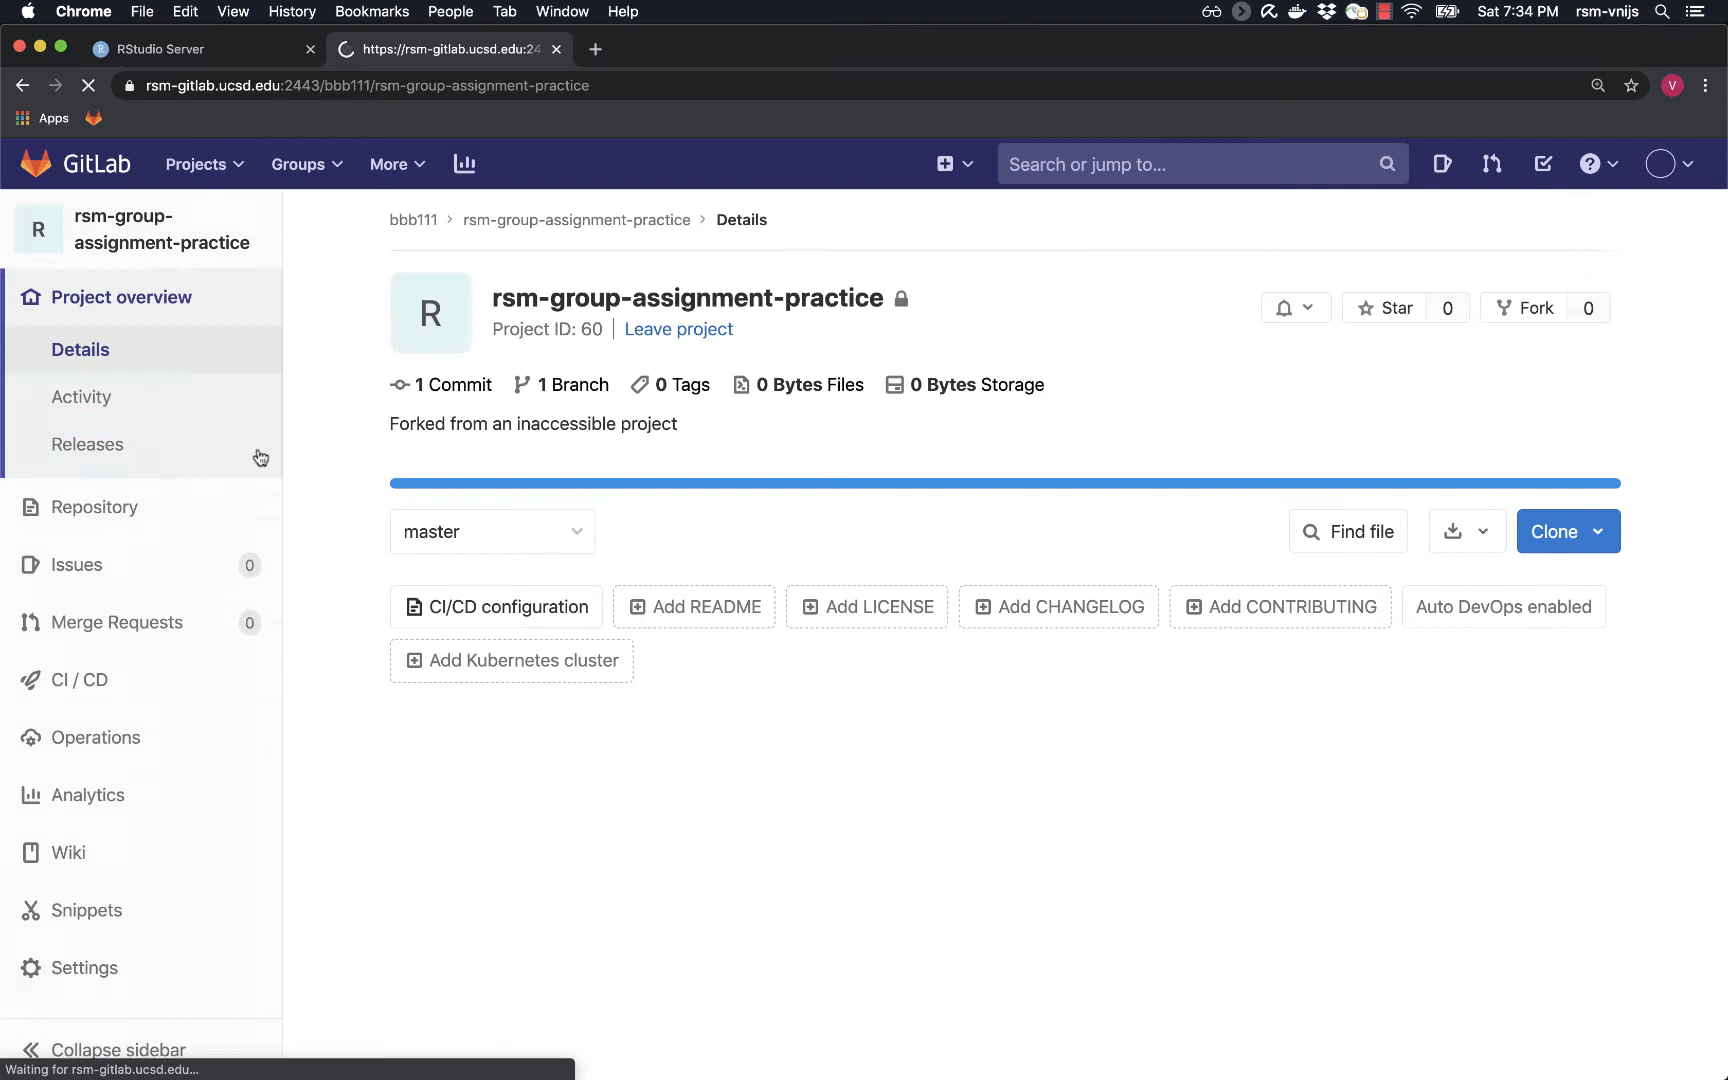 Chrome File Edit View History Bookmarks People Tab Window Help Sat 7:34 PM rsm-vnijs
R RStudio Server https://rsm-gitlab.ucsd.edu:24
rsm-gitlab.ucsd.edu:2443/bbb111/rsm-group-assignment-practice V
Apps
GitLab Projects Groups More Search or jump to...
R rsm-group-assignment-practice
Project overview
Details
Activity
Releases
Repository
Issues 0
Merge Requests 0
CI / CD
Operations
Analytics
Wiki
Snippets
Settings
Collapse sidebar
bbb111 > rsm-group-assignment-practice > Details
R
rsm-group-assignment-practice
Project ID: 60 | Leave project
Star 0 Fork 0
1 Commit 1 Branch 0 Tags 0 Bytes Files 0 Bytes Storage
Forked from an inaccessible project
master Find file Clone
CI/CD configuration Add README Add LICENSE Add CHANGELOG Add CONTRIBUTING Auto DevOps enabled
Add Kubernetes cluster
Waiting for rsm-gitlab.ucsd.edu...